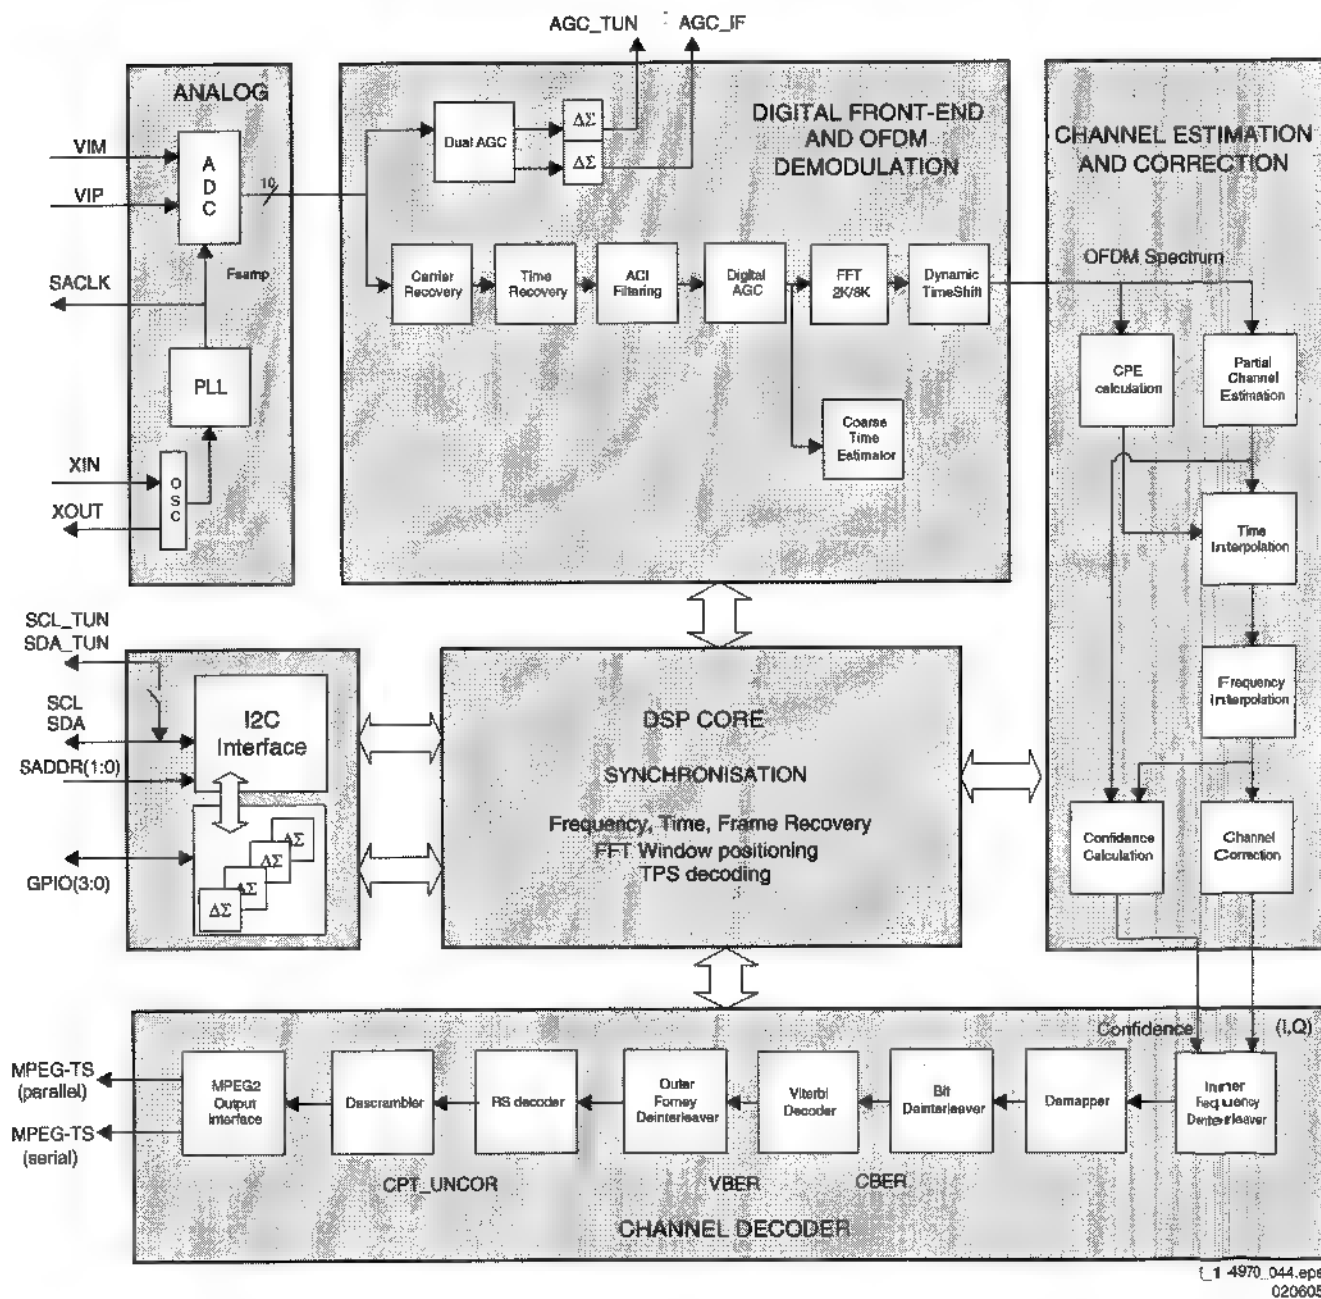 AGC_TUN
AGC_IF
ANALOG
VIM
VIP
A
D
C
10
SACLK
Fsamp
PLL
XIN
XOUT
O
S
C
DIGITAL FRONT-END
AND OFDM
DEMODULATION
Dual AGC
ΔΣ
ΔΣ
Carrier
Recovery
Time
Recovery
ACI
Filtering
Digital
AGC
FFT
2K/8K
Dynamic
TimeShift
Coarse
Time
Estimator
CHANNEL ESTIMATION
AND CORRECTION
OFDM Spectrum
CPE
calculation
Partial
Channel
Estimation
Time
Interpolation
Frequency
Interpolation
Confidence
Calculation
Channel
Correction
SCL_TUN
SDA_TUN
SCL
SDA
SADDR(1:0)
GPIO(3:0)
I2C
Interface
ΔΣ
ΔΣ
ΔΣ
ΔΣ
DSP CORE
SYNCHRONISATION
Frequency, Time, Frame Recovery
FFT Window positioning
TPS decoding
Confidence
(I,Q)
MPEG-TS
(parallel)
MPEG-TS
(serial)
MPEG2
Output
Interface
Descrambler
RS decoder
Outer
Forney
Deinterleaver
Viterbi
Decoder
Bit
Deinterleaver
Demapper
Inner
Frequency
Deinterleaver
CPT_UNCOR
VBER
CBER
CHANNEL DECODER
4970_044.eps
020605